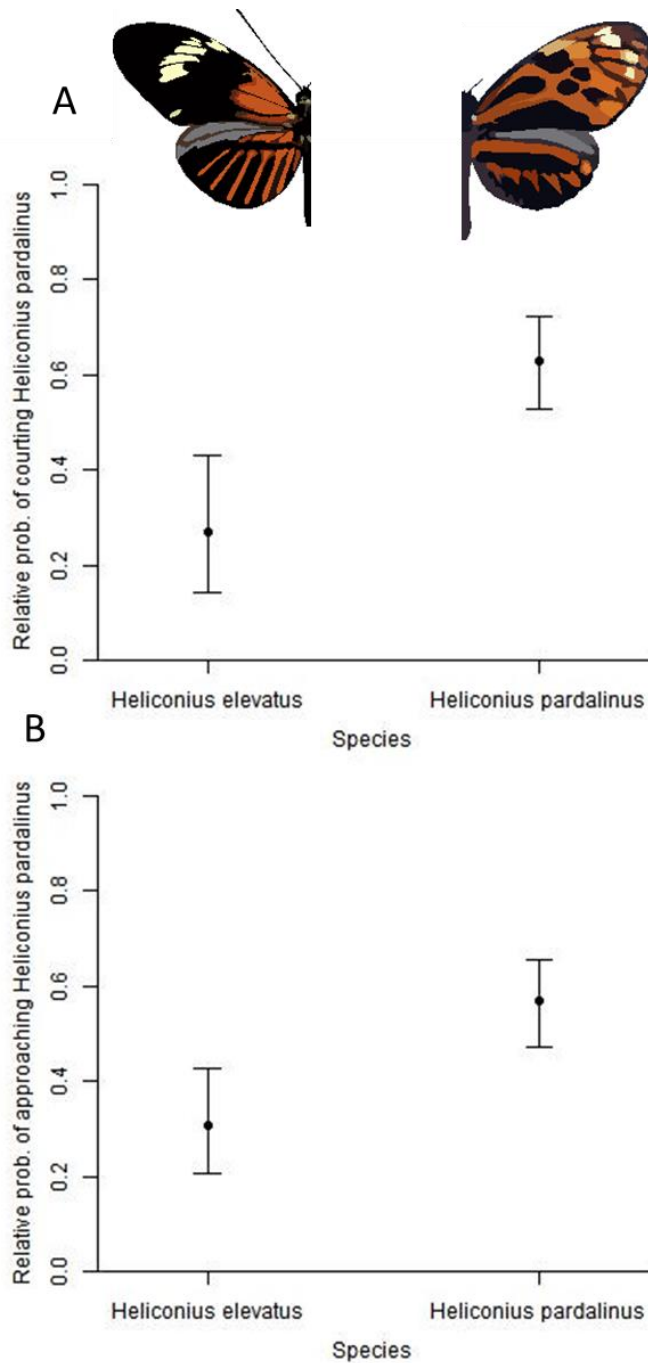 A
Relative prob. of courting Heliconius pardalinus
1.0
0.8
0.6
0.4
0.2
0.0
Heliconius elevatus Heliconius pardalinus
Species
B
Relative prob. of approaching Heliconius pardalinus
1.0
0.8
0.6
0.4
0.2
0.0
Heliconius elevatus Heliconius pardalinus
Species